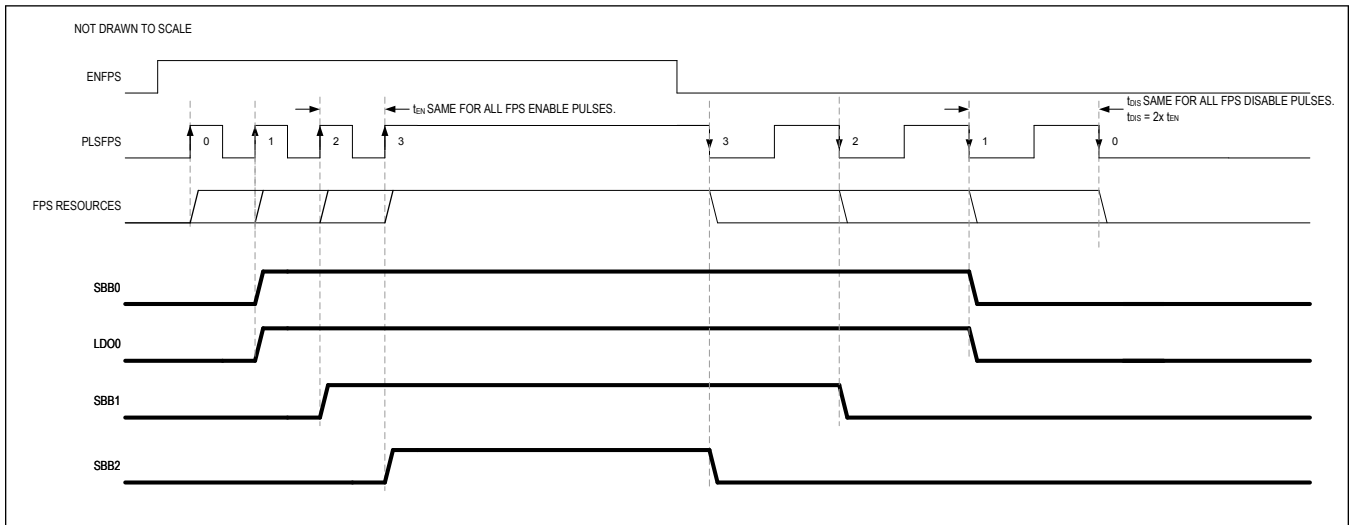 NOT DRAWN TO SCALE
ENFPS
tEN SAME FOR ALL FPS ENABLE PULSES.
tDIS SAME FOR ALL FPS DISABLE PULSES.
tDIS = 2x tEN
PLSFPS
0 1 2 3 3 2 1 0
FPS RESOURCES
SBB0
LDO0
SBB1
SBB2